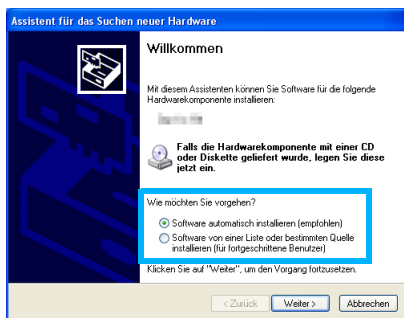 Assistent für das Suchen neuer Hardware
Willkommen
Mit diesem Assistenten können Sie Software für die folgende
Hardwarekomponente installieren:
Falls die Hardwarekomponente mit einer CD
oder Diskette geliefert wurde, legen Sie diese
jetzt ein.
Wie möchten Sie vorgehen?
Software automatisch installieren (empfohlen)
Software von einer Liste oder bestimmten Quelle
installieren (für fortgeschrittene Benutzer)
Klicken Sie auf "Weiter", um den Vorgang fortzusetzen.
< Zurück Weiter > Abbrechen